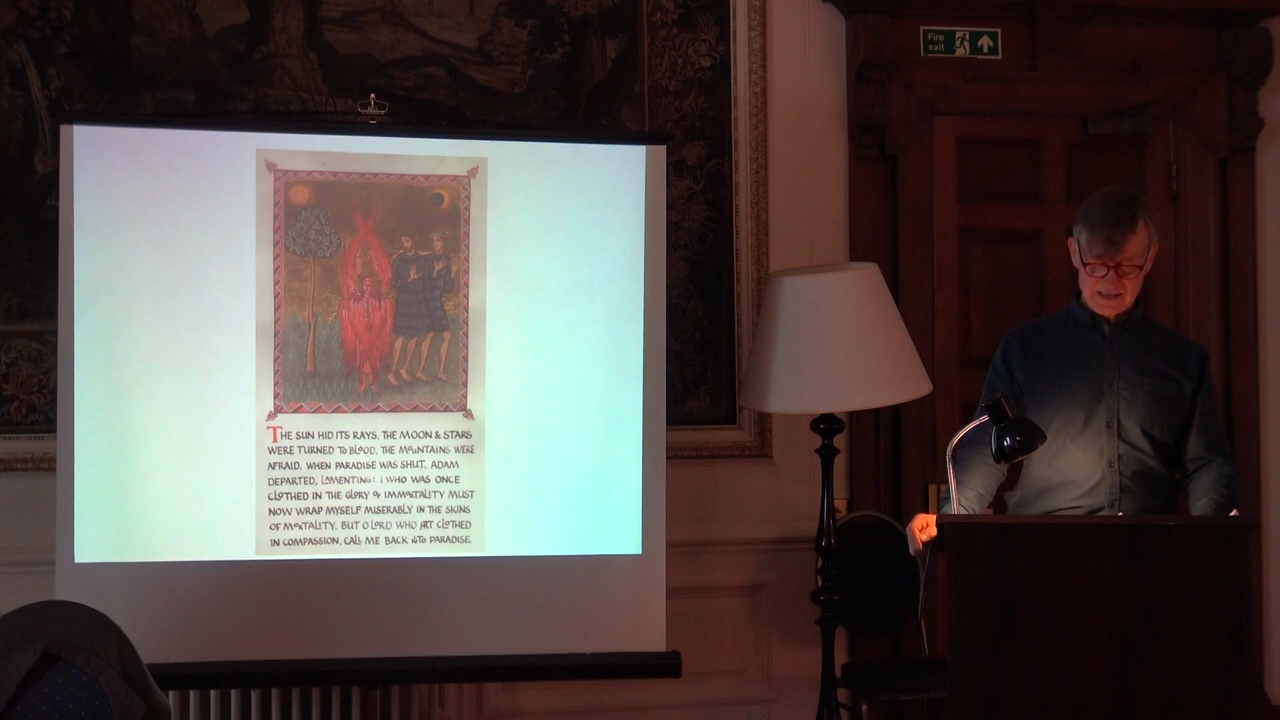 Fire
exit
THE SUN HID ITS RAYS, THE MOON & STARS
WERE TURNED TO BLOOD, THE MOUNTAINS WERE
AFRAID, WHEN PARADISE WAS SHUT. ADAM
DEPARTED, LAMENTING: I WHO WAS ONCE
CLOTHED IN THE GLORY OF IMMORTALITY MUST
NOW WRAP MYSELF MISERABLY IN THE SKINS
OF MORTALITY. BUT O LORD WHO ART CLOTHED
IN COMPASSION, CALL ME BACK TO PARADISE.